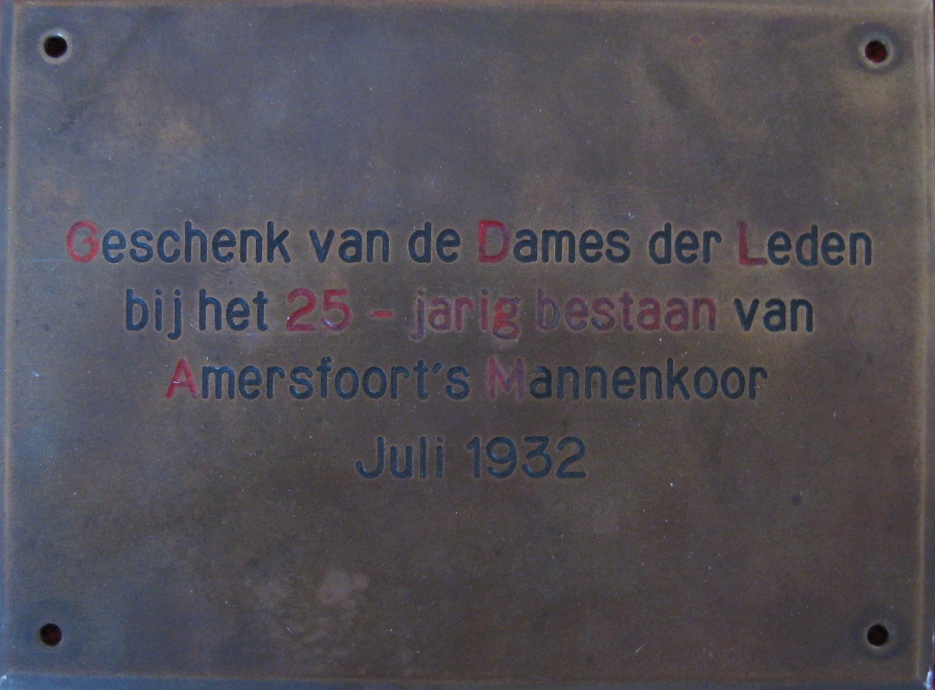 Geschenk van de Dames der Leden
bij het 25 - jarig bestaan van
Amersfoort's Mannenkoor
Juli 1932